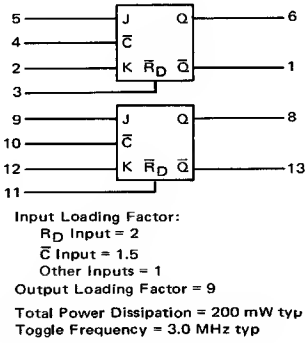 5 J Q 6
4 C̅
2 K R̅D Q̅ 1
3
9 J Q 8
10 C̅
12 K R̅D Q̅ 13
11
Input Loading Factor:
RD Input = 2
C̅ Input = 1.5
Other Inputs = 1
Output Loading Factor = 9
Total Power Dissipation = 200 mW typ
Toggle Frequency = 3.0 MHz typ